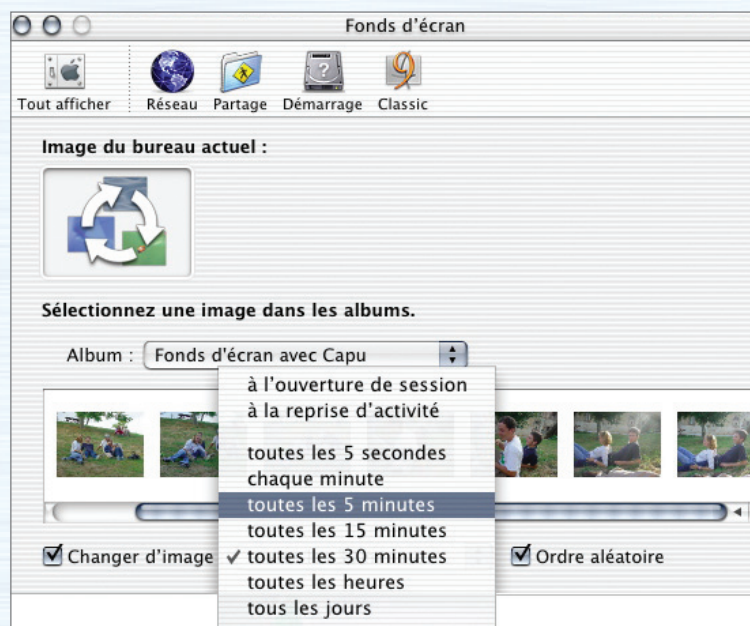 Fonds d'écran
Tout afficher Réseau Partage Démarrage Classic
Image du bureau actuel :
Sélectionnez une image dans les albums.
Album : Fonds d'écran avec Capu
à l'ouverture de session
à la reprise d'activité
toutes les 5 secondes
chaque minute
toutes les 5 minutes
toutes les 15 minutes
Changer d'image ✓ toutes les 30 minutes Ordre aléatoire
toutes les heures
tous les jours